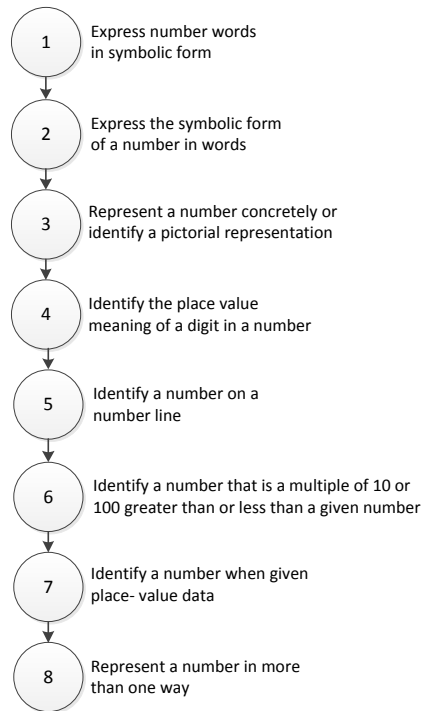 1
Express number words
in symbolic form
2
Express the symbolic form
of a number in words
3
Represent a number concretely or
identify a pictorial representation
4
Identify the place value
meaning of a digit in a number
5
Identify a number on a
number line
6
Identify a number that is a multiple of 10 or
100 greater than or less than a given number
7
Identify a number when given
place- value data
8
Represent a number in more
than one way